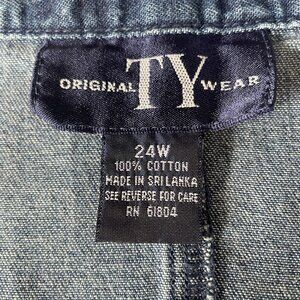 ORIGINAL TY WEAR
24W
100% COTTON
MADE IN SRI LANKA
SEE REVERSE FOR CARE
RN 61804